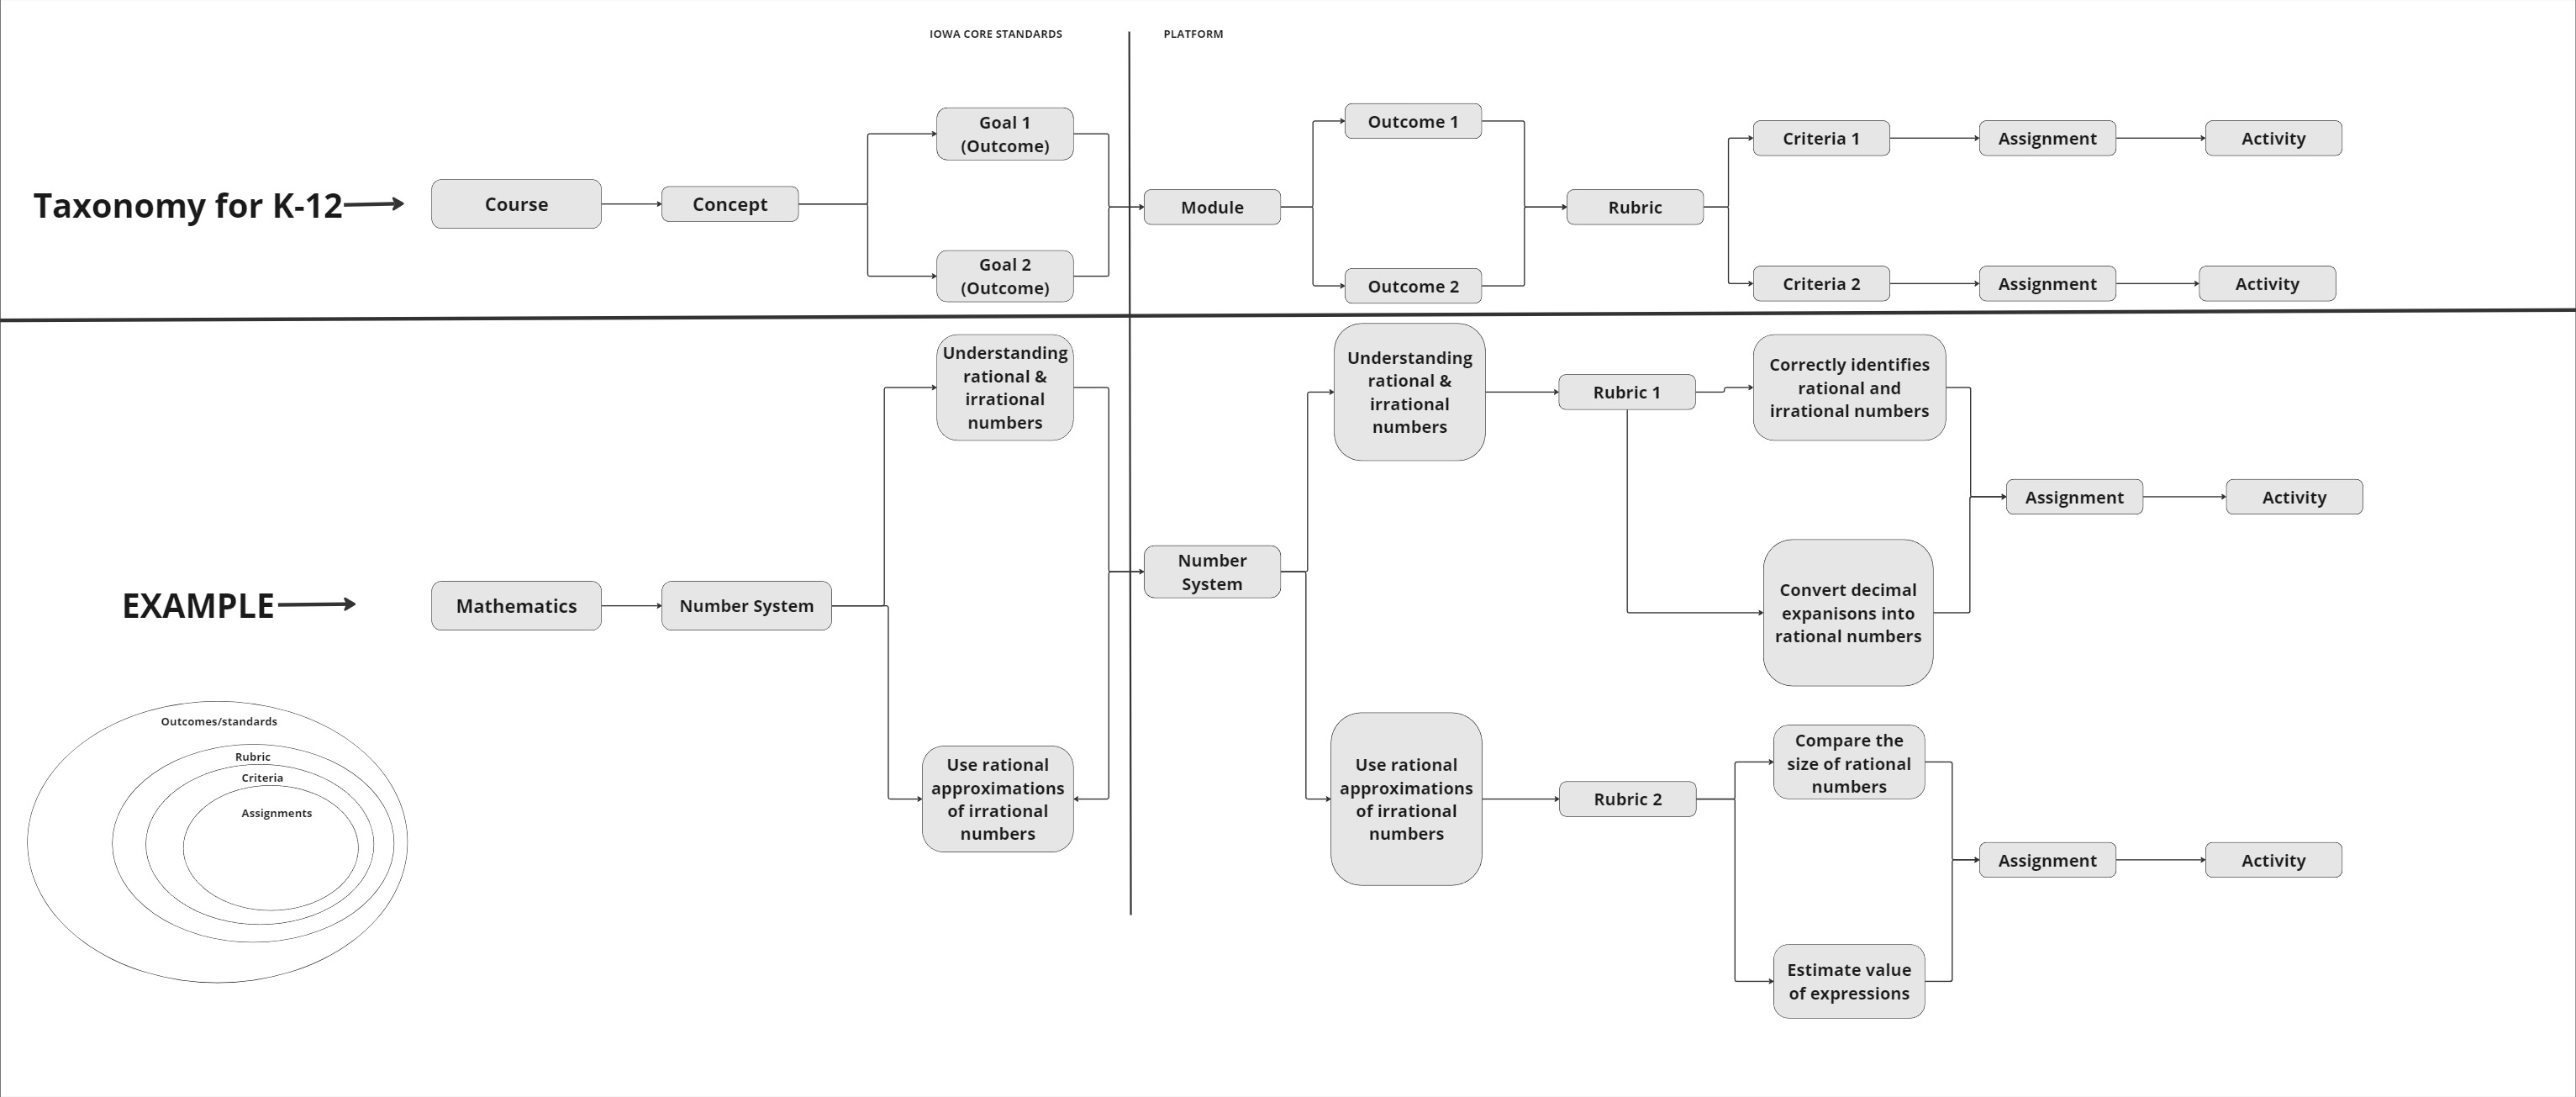 IOWA CORE STANDARDS
PLATFORM
Taxonomy for K-12
Course
Concept
Goal 1
(Outcome)
Goal 2
(Outcome)
Module
Outcome 1
Outcome 2
Rubric
Criteria 1
Assignment
Activity
Criteria 2
Assignment
Activity
EXAMPLE
Mathematics
Number System
Understanding
rational &
irrational
numbers
Use rational
approximations
of irrational
numbers
Number
System
Understanding
rational &
irrational
numbers
Rubric 1
Correctly identifies
rational and
irrational numbers
Convert decimal
expanisons into
rational numbers
Assignment
Activity
Use rational
approximations
of irrational
numbers
Rubric 2
Compare the
size of rational
numbers
Estimate value
of expressions
Assignment
Activity
Outcomes/standards
Rubric
Criteria
Assignments